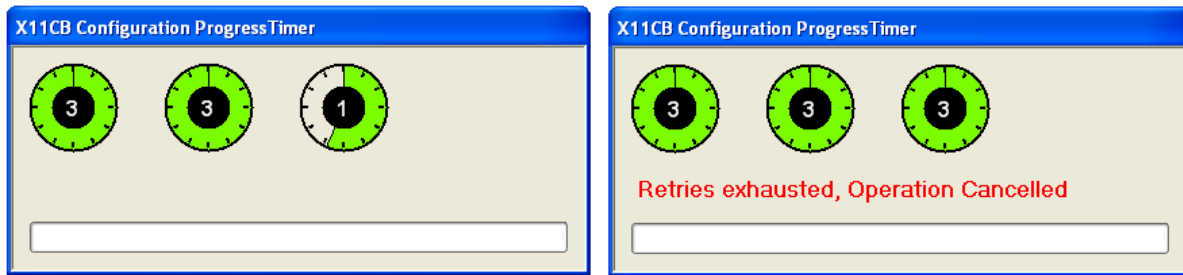 X11CB Configuration ProgressTimer
3 3 1
X11CB Configuration ProgressTimer
3 3 3
Retries exhausted, Operation Cancelled